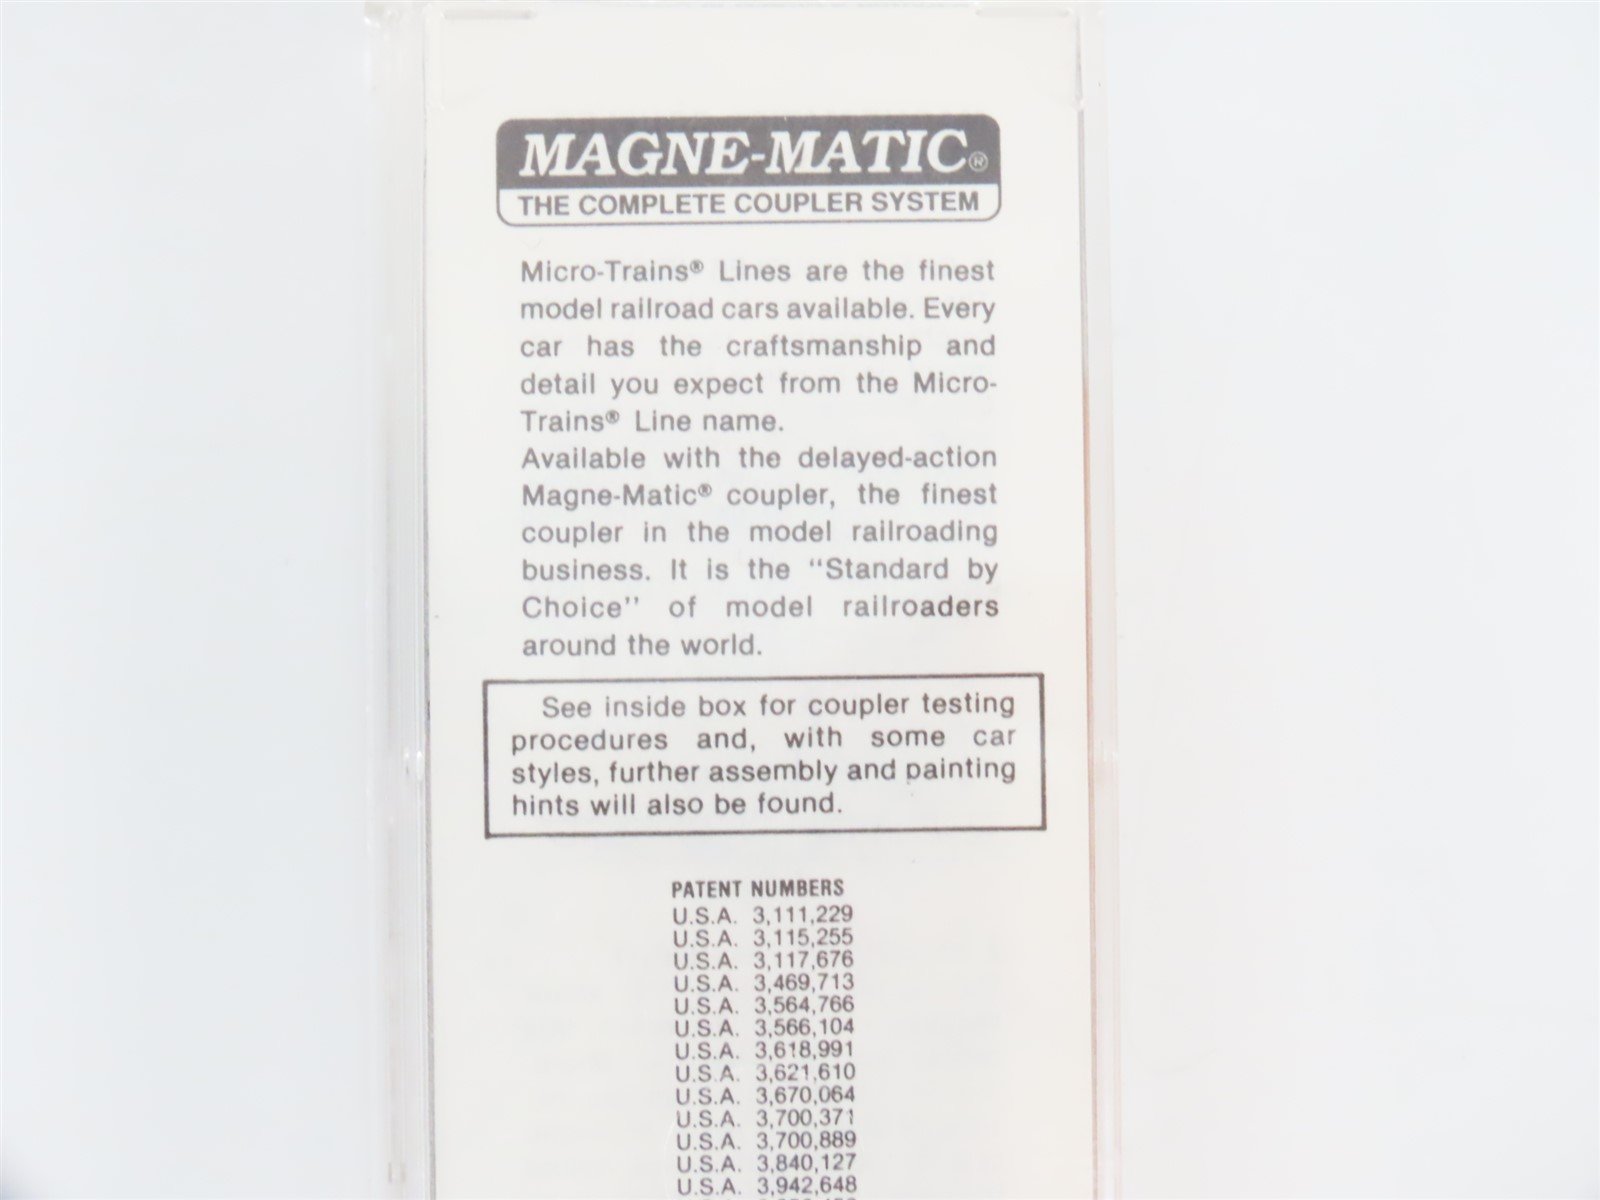 MAGNE-MATIC®
THE COMPLETE COUPLER SYSTEM
Micro-Trains® Lines are the finest
model railroad cars available. Every
car has the craftsmanship and
detail you expect from the Micro-
Trains® Line name.
Available with the delayed-action
Magne-Matic® coupler, the finest
coupler in the model railroading
business. It is the "Standard by
Choice" of model railroaders
around the world.
See inside box for coupler testing
procedures and, with some car
styles, further assembly and painting
hints will also be found.
PATENT NUMBERS
U.S.A. 3,111,229
U.S.A. 3,115,255
U.S.A. 3,117,676
U.S.A. 3,469,713
U.S.A. 3,564,766
U.S.A. 3,566,104
U.S.A. 3,618,991
U.S.A. 3,621,610
U.S.A. 3,670,064
U.S.A. 3,700,371
U.S.A. 3,700,889
U.S.A. 3,840,127
U.S.A. 3,942,648